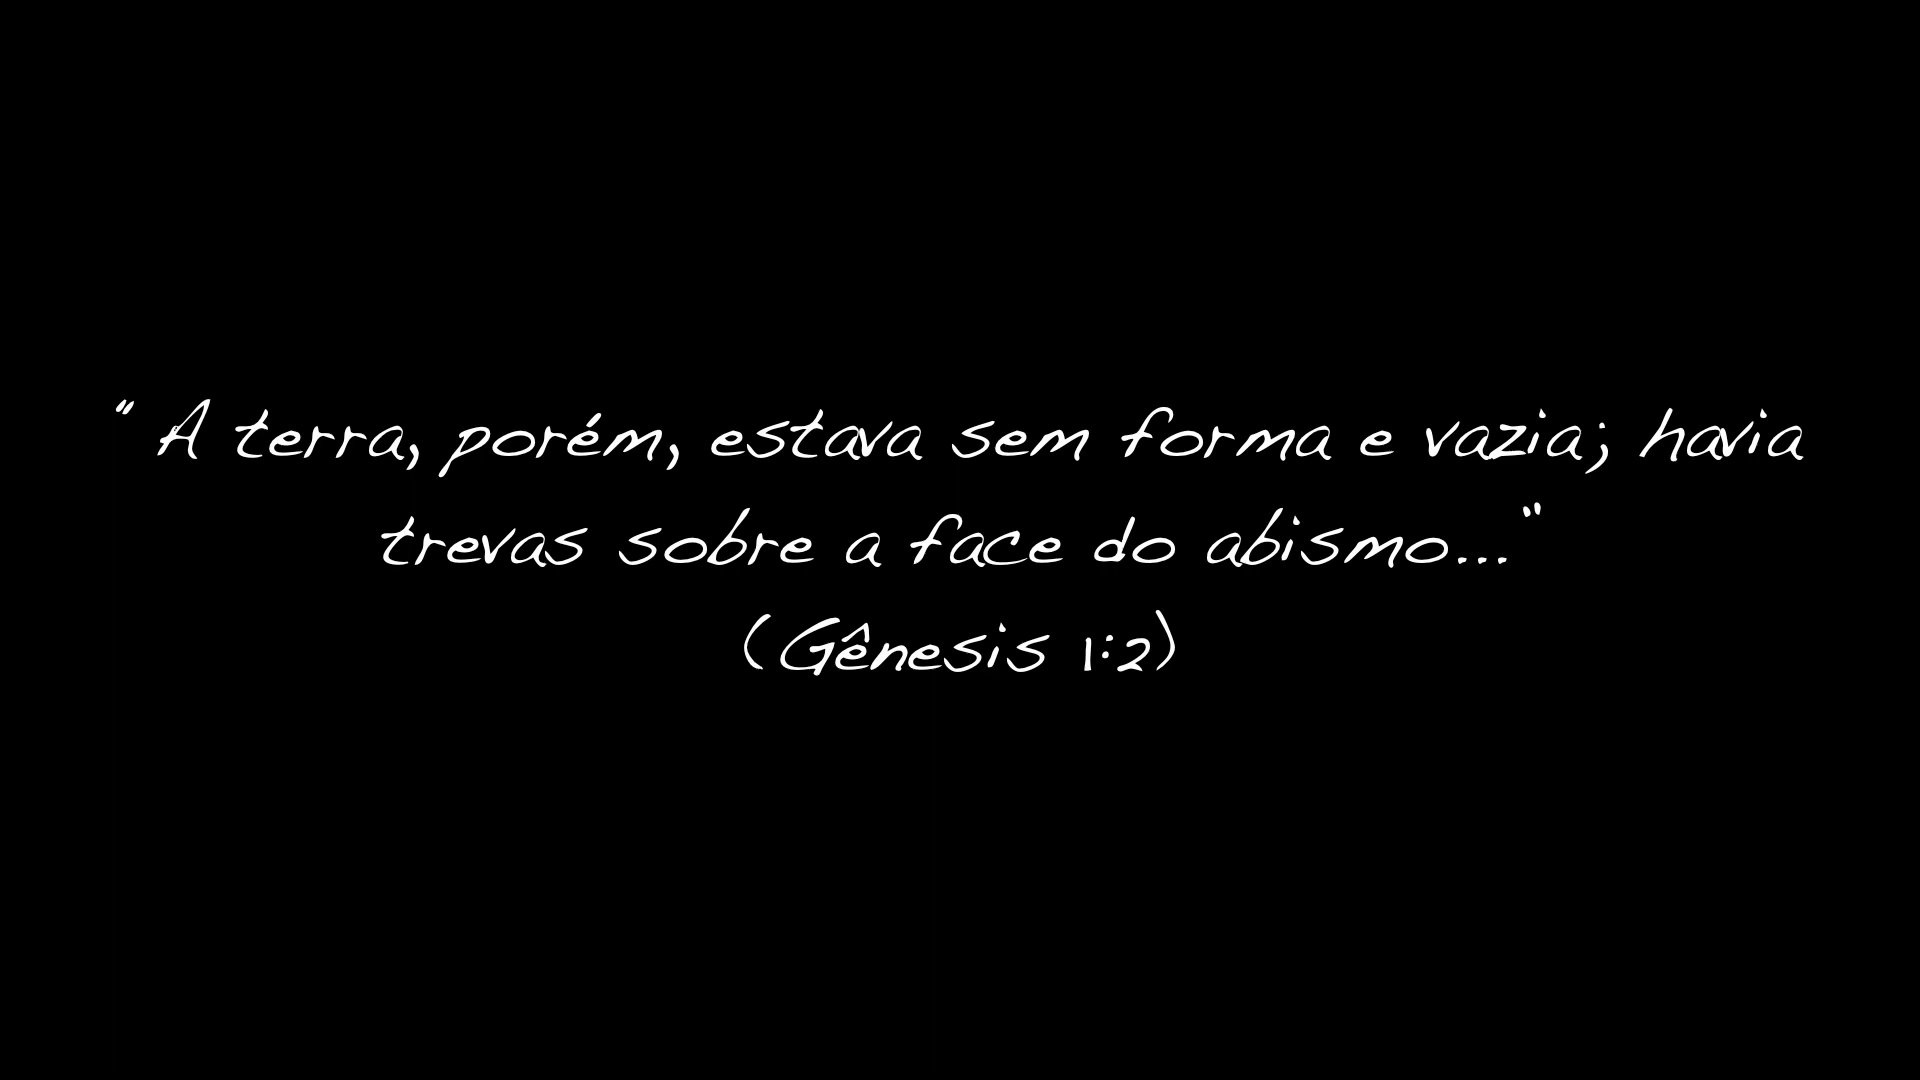 “A terra, porém, estava sem forma e vazia; havia
trevas sobre a face do abismo...”
(Gênesis 1:2)